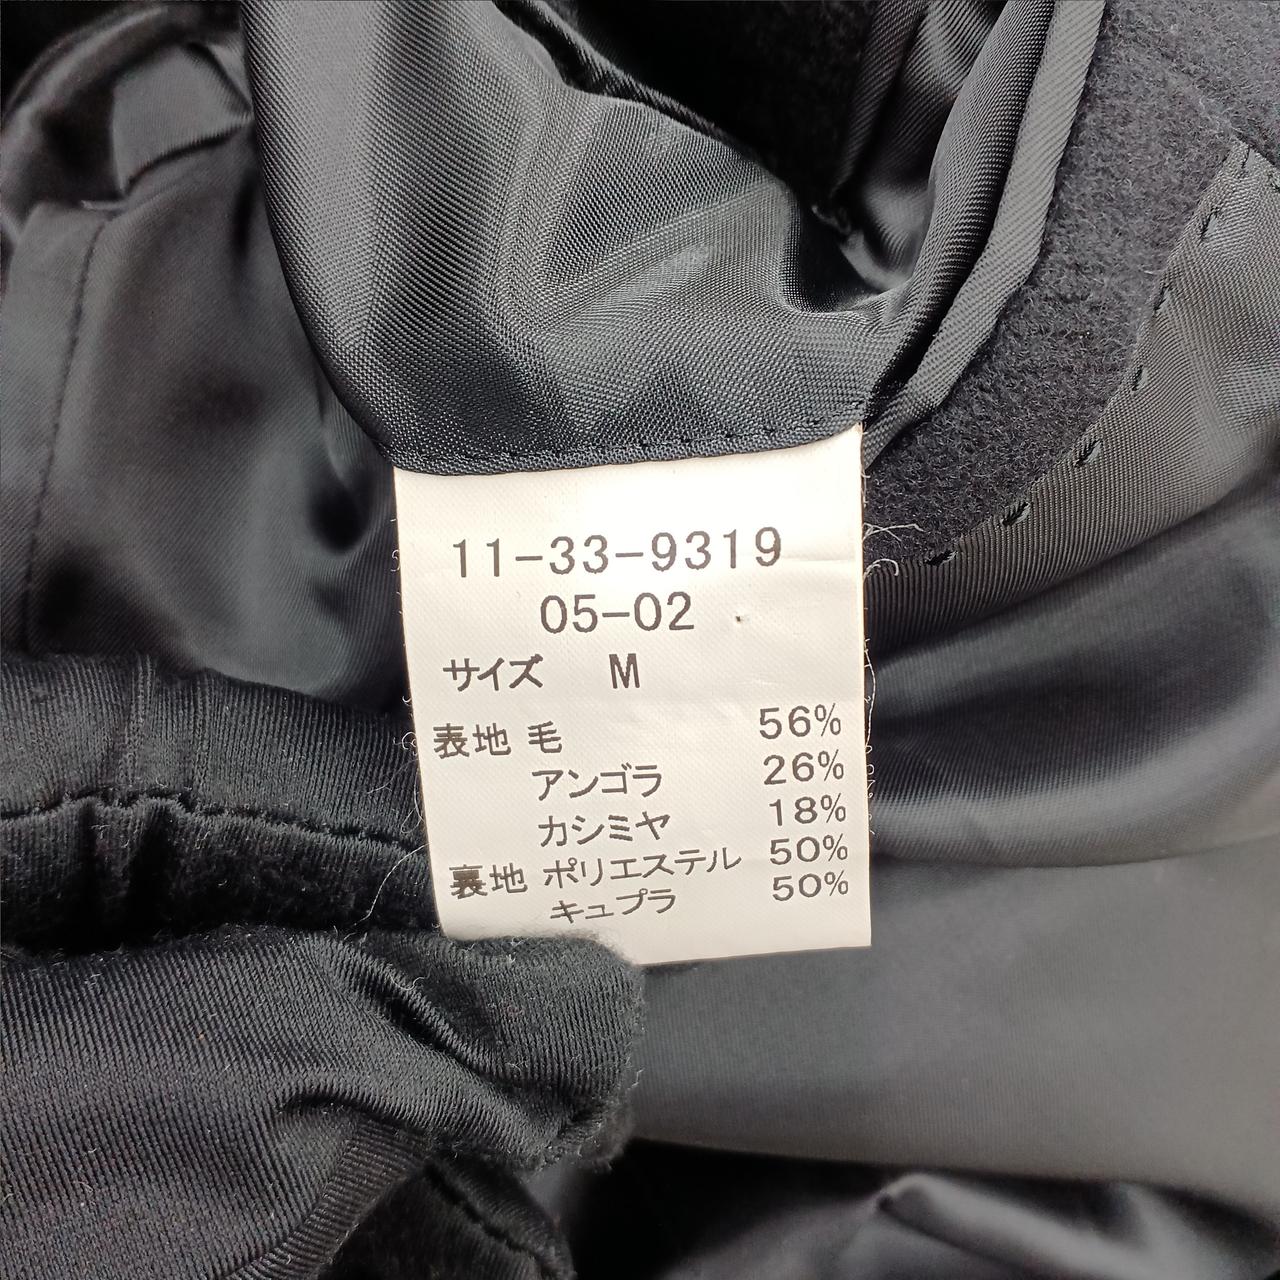 11-33-9319
05-02
サイズ M
表地 毛 56%
アンゴラ 26%
カシミヤ 18%
裏地 ポリエステル 50%
キュプラ 50%